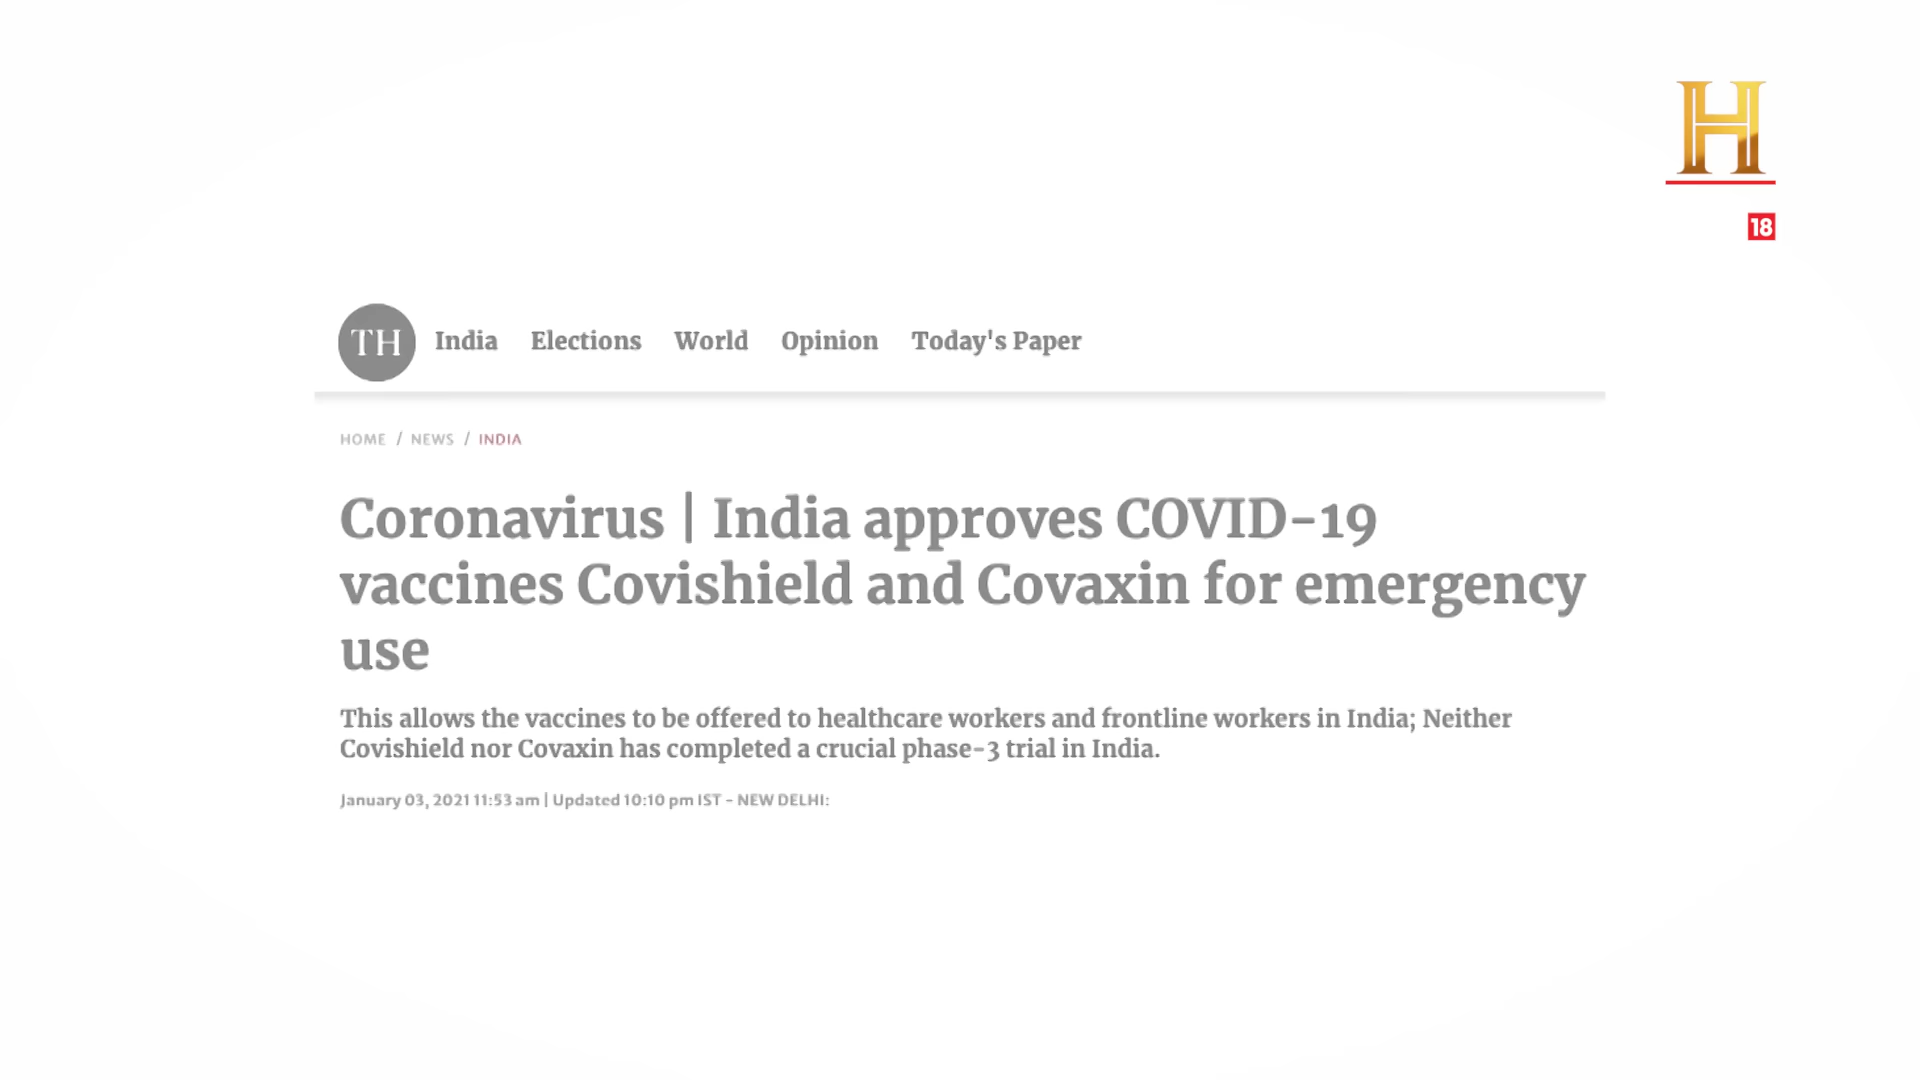 H
18
TH India Elections World Opinion Today's Paper
HOME / NEWS / INDIA
Coronavirus | India approves COVID-19
vaccines Covishield and Covaxin for emergency
use
This allows the vaccines to be offered to healthcare workers and frontline workers in India; Neither
Covishield nor Covaxin has completed a crucial phase-3 trial in India.
January 03, 2021 11:53 am | Updated 10:10 pm IST - NEW DELHI: